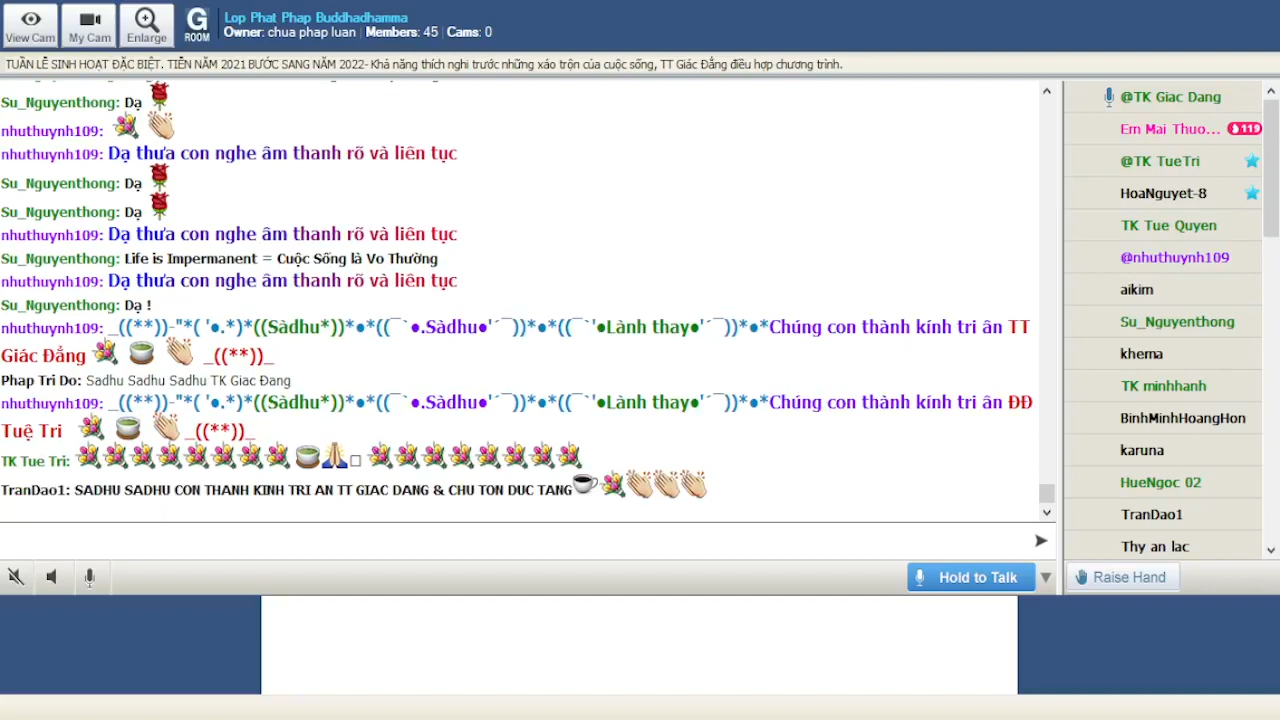 View Cam
My Cam
Enlarge
G
ROOM
Lop Phat Phap Buddhadhamma
Owner: chua phap luan | Members: 45 | Cams: 0
TUẦN LỄ SINH HOẠT ĐẶC BIỆT. TIỄN NĂM 2021 BƯỚC SANG NĂM 2022- Khả năng thích nghi trước những xáo trộn của cuộc sống, TT Giác Đẳng điều hợp chương trình.
Su_Nguyenthong: Dạ
nhuthuynh109:
nhuthuynh109: Dạ thưa con nghe âm thanh rõ và liên tục
Su_Nguyenthong: Dạ
Su_Nguyenthong: Dạ
nhuthuynh109: Dạ thưa con nghe âm thanh rõ và liên tục
Su_Nguyenthong: Life is Impermanent = Cuộc Sống là Vo Thường
nhuthuynh109: Dạ thưa con nghe âm thanh rõ và liên tục
Su_Nguyenthong: Dạ !
nhuthuynh109: _((**))-"*( '●.*)*((Sàdhu*))*●*((¯`●.Sàdhu●'´¯))*●*((¯`'●Lành thay●'´¯))*●*Chúng con thành kính tri ân TT
Giác Đẳng _((**))_
Phap Tri Do: Sadhu Sadhu Sadhu TK Giac Đang
nhuthuynh109: _((**))-"*( '●.*)*((Sàdhu*))*●*((¯`●.Sàdhu●'´¯))*●*((¯`'●Lành thay●'´¯))*●*Chúng con thành kính tri ân ĐĐ
Tuệ Tri _((**))_
TK Tue Tri:
TranDao1: SADHU SADHU CON THANH KINH TRI AN TT GIAC DANG & CHU TON DUC TANG
Hold to Talk
@TK Giac Dang
Em Mai Thuo... 119
@TK TueTri
HoaNguyet-8
TK Tue Quyen
@nhuthuynh109
aikim
Su_Nguyenthong
khema
TK minhhanh
BinhMinhHoangHon
karuna
HueNgoc 02
TranDao1
Thy an lac
Raise Hand